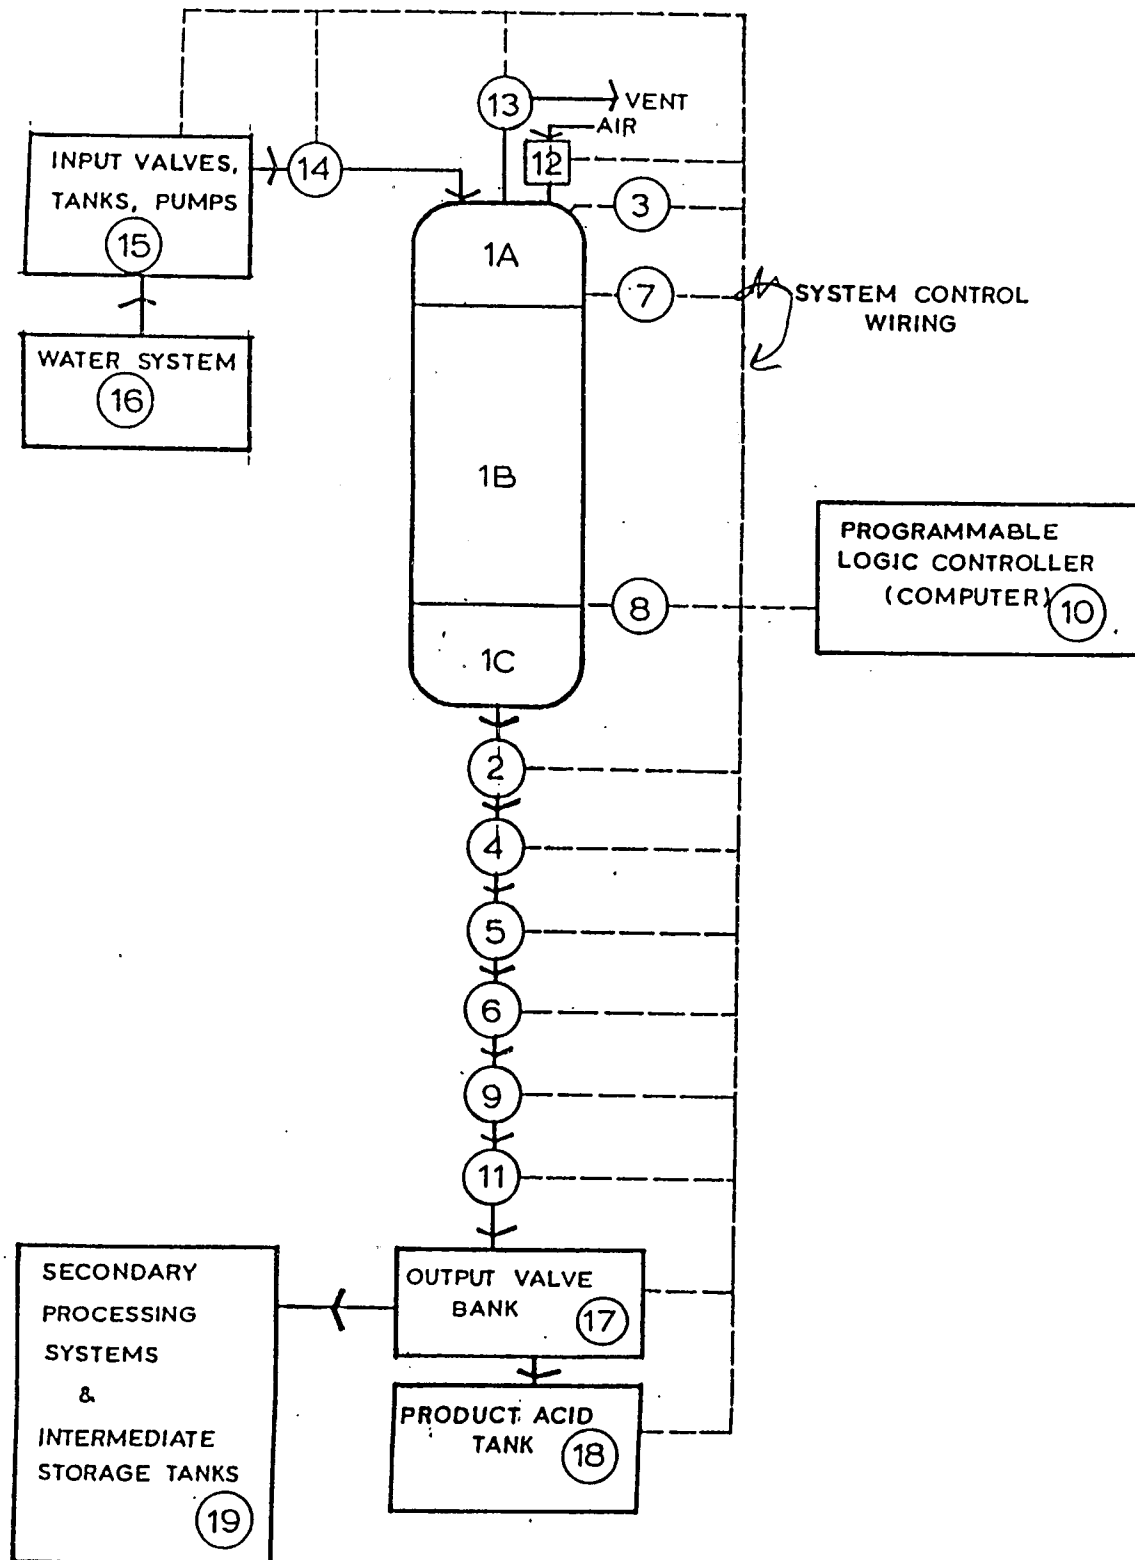 13
VENT
AIR
INPUT VALVES,
TANKS, PUMPS
15
14
12
3
1A
7
SYSTEM CONTROL
WIRING
WATER SYSTEM
16
1B
PROGRAMMABLE
LOGIC CONTROLLER
(COMPUTER)
10
8
1C
2
4
5
6
9
11
OUTPUT VALVE
BANK
17
PRODUCT ACID
TANK
18
SECONDARY
PROCESSING
SYSTEMS
&
INTERMEDIATE
STORAGE TANKS
19